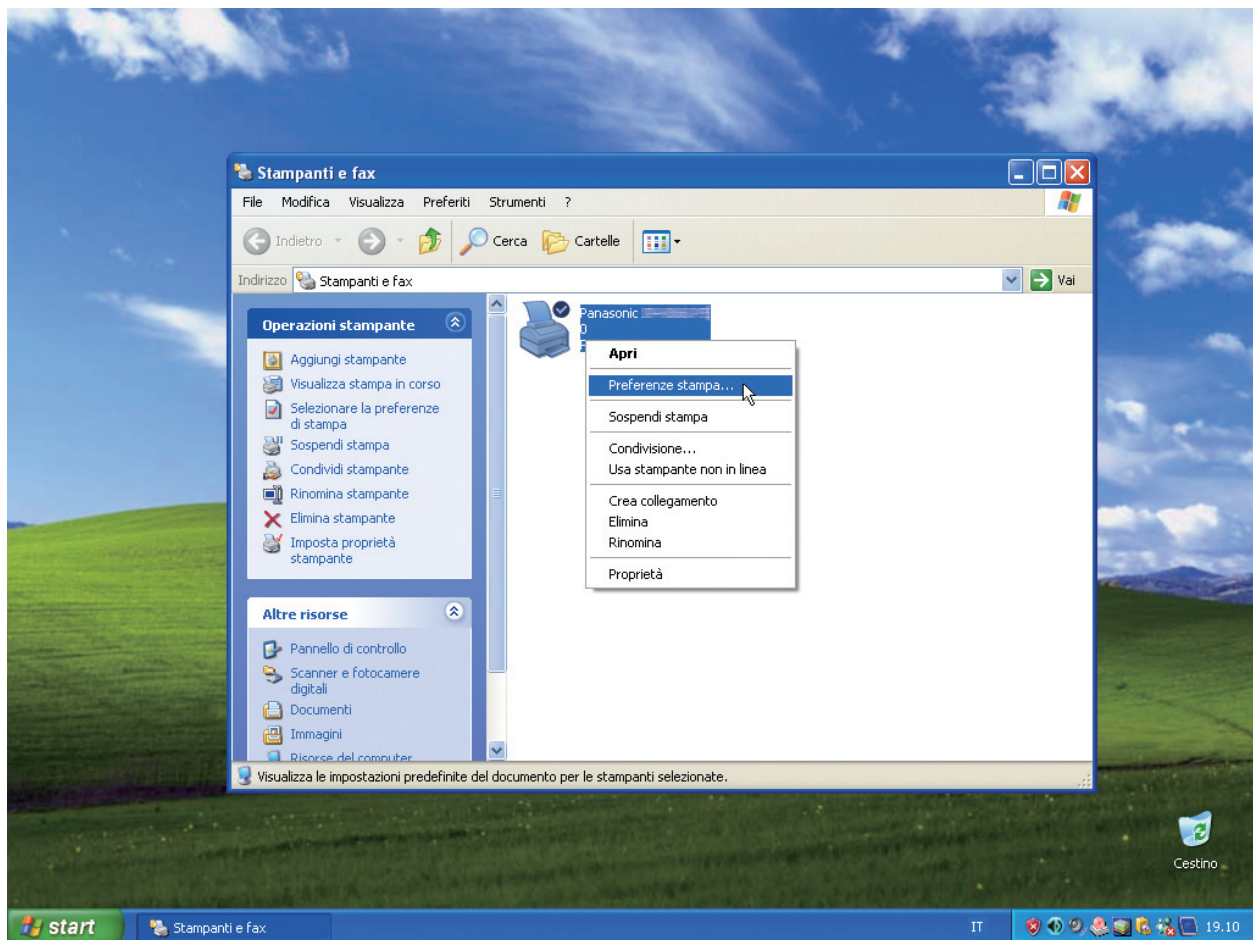 Stampanti e fax
File Modifica Visualizza Preferiti Strumenti ?
Indietro Cerca Cartelle
Indirizzo Stampanti e fax Vai
Operazioni stampante
Aggiungi stampante
Visualizza stampa in corso
Selezionare la preferenze
di stampa
Sospendi stampa
Condividi stampante
Rinomina stampante
Elimina stampante
Imposta proprietà
stampante
Altre risorse
Pannello di controllo
Scanner e fotocamere
digitali
Documenti
Immagini
Risorse del computer
Panasonic
0
Apri
Preferenze stampa...
Sospendi stampa
Condivisione...
Usa stampante non in linea
Crea collegamento
Elimina
Rinomina
Proprietà
Visualizza le impostazioni predefinite del documento per le stampanti selezionate.
Cestino
start Stampanti e fax IT 19.10